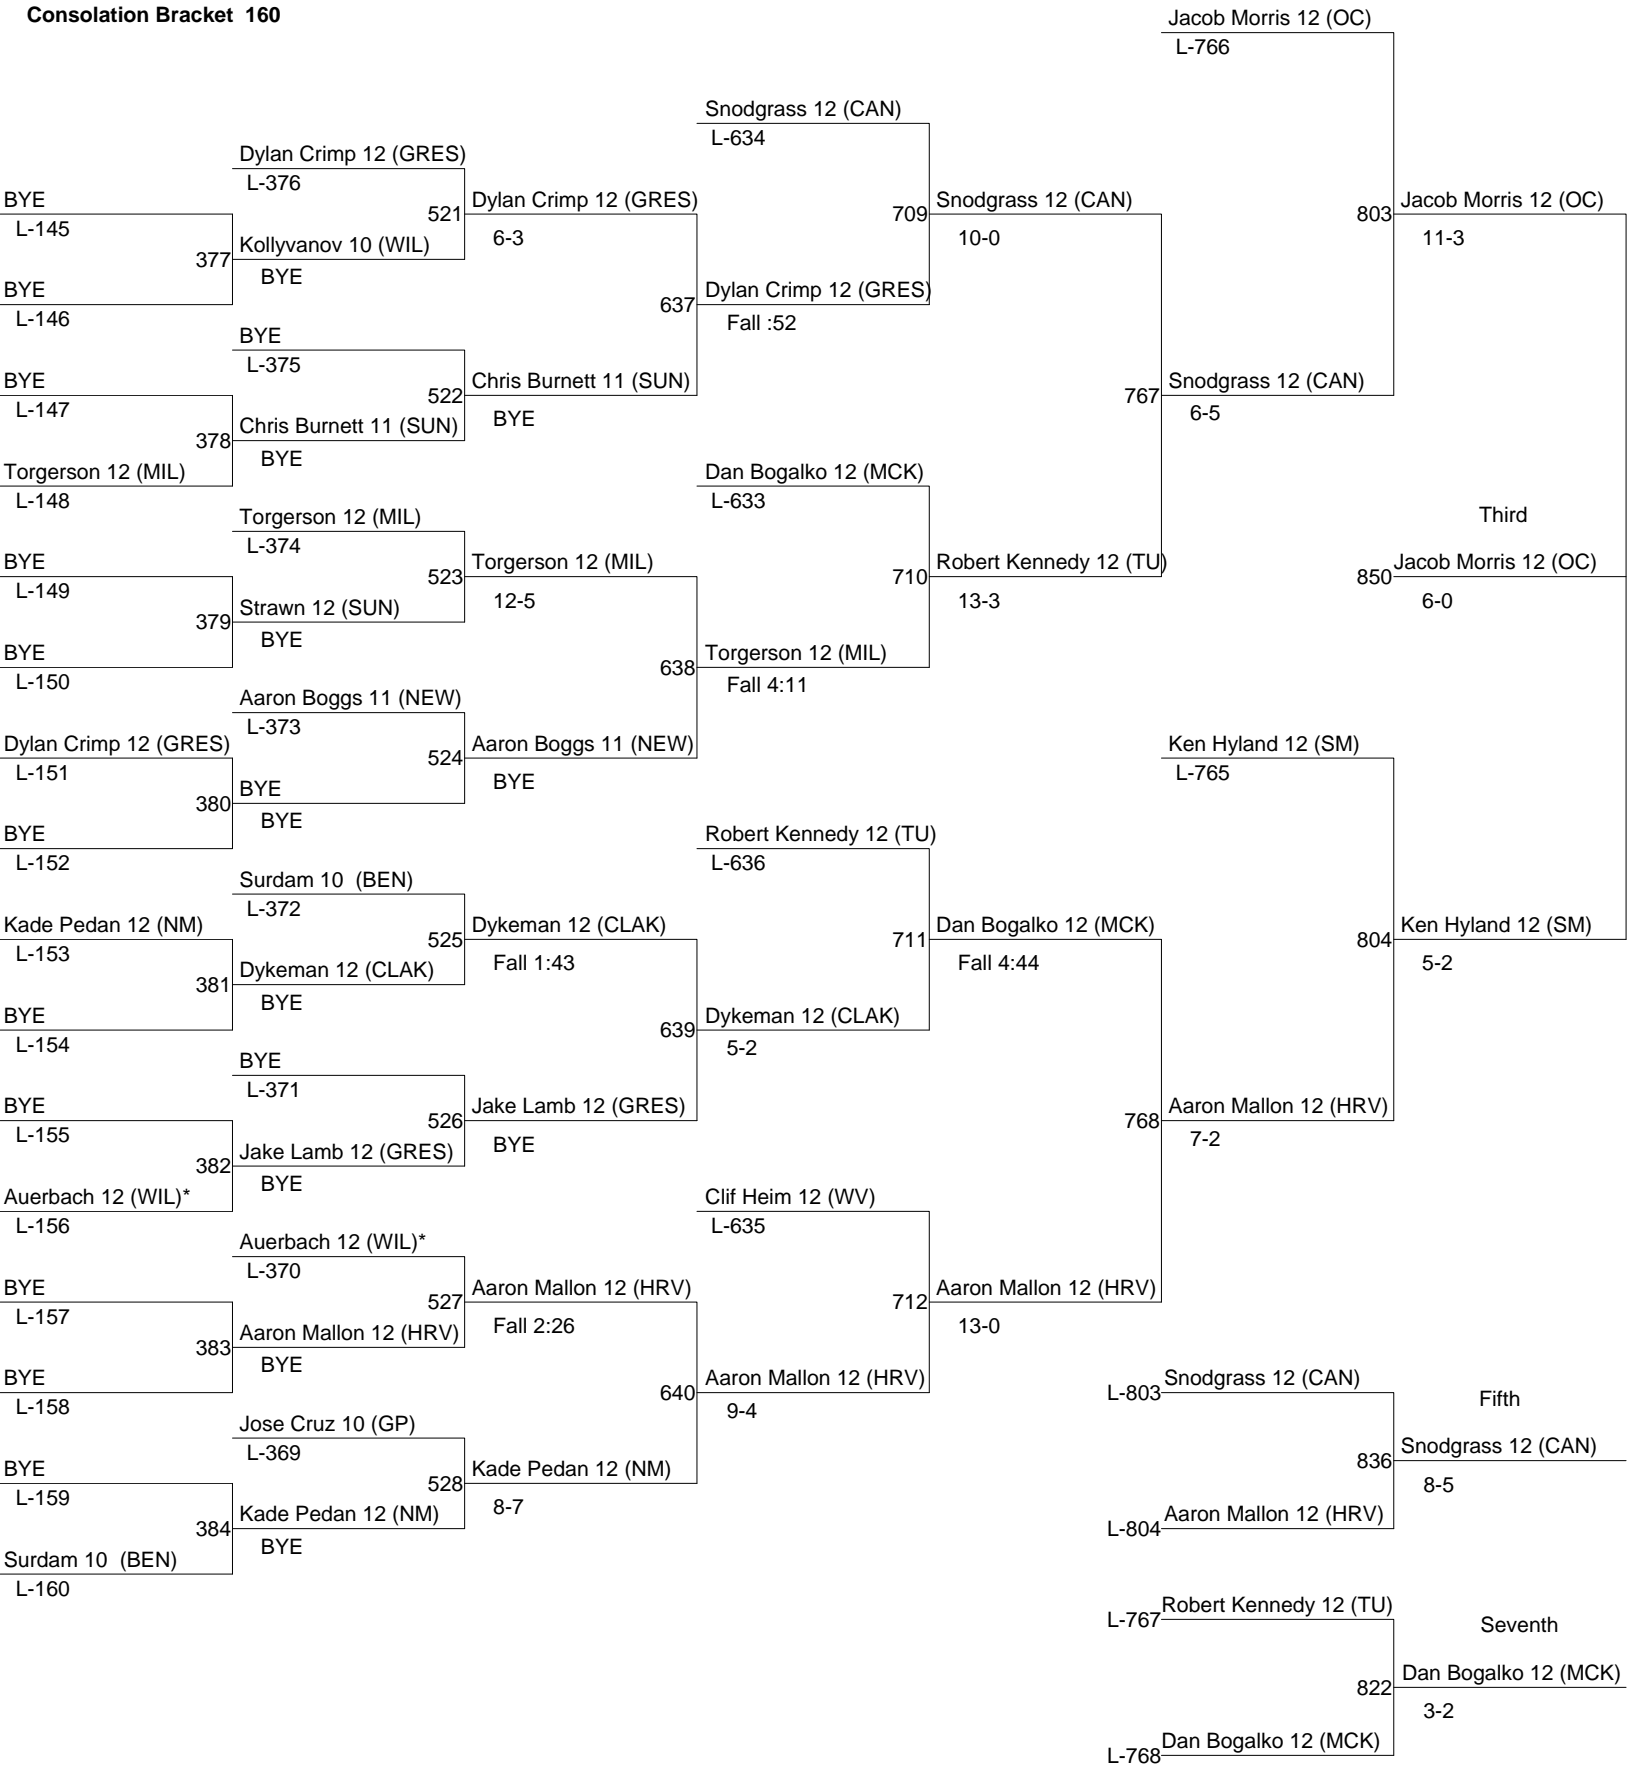 Consolation Bracket 160
Jacob Morris 12 (OC)
L-766
Snodgrass 12 (CAN)
L-634
Dylan Crimp 12 (GRES)
L-376
BYE
L-145
521
Dylan Crimp 12 (GRES)
6-3
709
Snodgrass 12 (CAN)
10-0
803
Jacob Morris 12 (OC)
11-3
377
Kollyvanov 10 (WIL)
BYE
BYE
L-146
637
Dylan Crimp 12 (GRES)
Fall :52
BYE
L-375
BYE
L-147
522
Chris Burnett 11 (SUN)
BYE
767
Snodgrass 12 (CAN)
6-5
378
Chris Burnett 11 (SUN)
BYE
Torgerson 12 (MIL)
L-148
Dan Bogalko 12 (MCK)
L-633
Torgerson 12 (MIL)
L-374
Third
BYE
L-149
523
Torgerson 12 (MIL)
12-5
710
Robert Kennedy 12 (TU)
13-3
850
Jacob Morris 12 (OC)
6-0
379
Strawn 12 (SUN)
BYE
BYE
L-150
638
Torgerson 12 (MIL)
Fall 4:11
Aaron Boggs 11 (NEW)
L-373
Dylan Crimp 12 (GRES)
L-151
524
Aaron Boggs 11 (NEW)
BYE
Ken Hyland 12 (SM)
L-765
380
BYE
BYE
BYE
L-152
Robert Kennedy 12 (TU)
L-636
Surdam 10  (BEN)
L-372
Kade Pedan 12 (NM)
L-153
525
Dykeman 12 (CLAK)
Fall 1:43
711
Dan Bogalko 12 (MCK)
Fall 4:44
804
Ken Hyland 12 (SM)
5-2
381
Dykeman 12 (CLAK)
BYE
BYE
L-154
639
Dykeman 12 (CLAK)
5-2
BYE
L-371
BYE
L-155
526
Jake Lamb 12 (GRES)
BYE
768
Aaron Mallon 12 (HRV)
7-2
382
Jake Lamb 12 (GRES)
BYE
Auerbach 12 (WIL)*
L-156
Clif Heim 12 (WV)
L-635
Auerbach 12 (WIL)*
L-370
BYE
L-157
527
Aaron Mallon 12 (HRV)
Fall 2:26
712
Aaron Mallon 12 (HRV)
13-0
383
Aaron Mallon 12 (HRV)
BYE
BYE
L-158
640
Aaron Mallon 12 (HRV)
9-4
L-803
Snodgrass 12 (CAN)
Fifth
Jose Cruz 10 (GP)
L-369
836
Snodgrass 12 (CAN)
8-5
BYE
L-159
528
Kade Pedan 12 (NM)
8-7
384
Kade Pedan 12 (NM)
BYE
L-804
Aaron Mallon 12 (HRV)
Surdam 10  (BEN)
L-160
L-767
Robert Kennedy 12 (TU)
Seventh
822
Dan Bogalko 12 (MCK)
3-2
L-768
Dan Bogalko 12 (MCK)